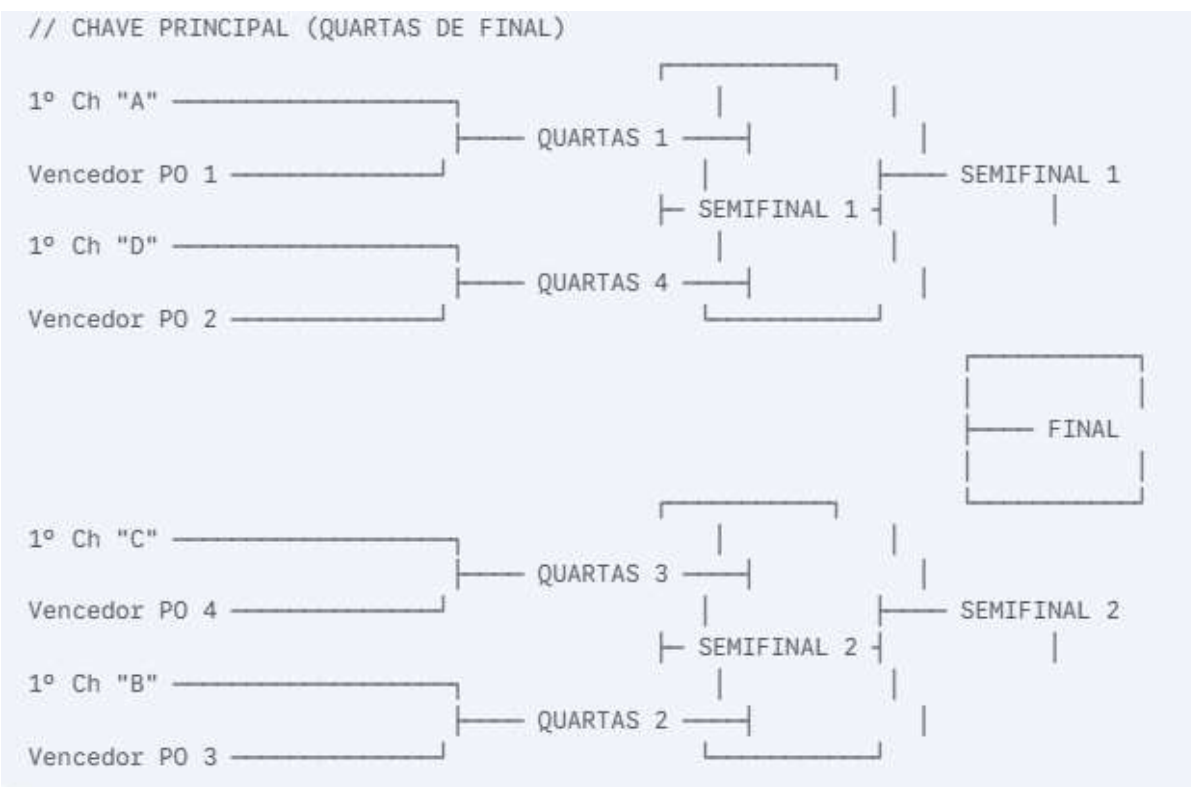 // CHAVE PRINCIPAL (QUARTAS DE FINAL)
1º Ch "A"
QUARTAS 1
Vencedor PO 1
SEMIFINAL 1
SEMIFINAL 1
1º Ch "D"
QUARTAS 4
Vencedor PO 2
FINAL
1º Ch "C"
QUARTAS 3
Vencedor PO 4
SEMIFINAL 2
SEMIFINAL 2
1º Ch "B"
QUARTAS 2
Vencedor PO 3